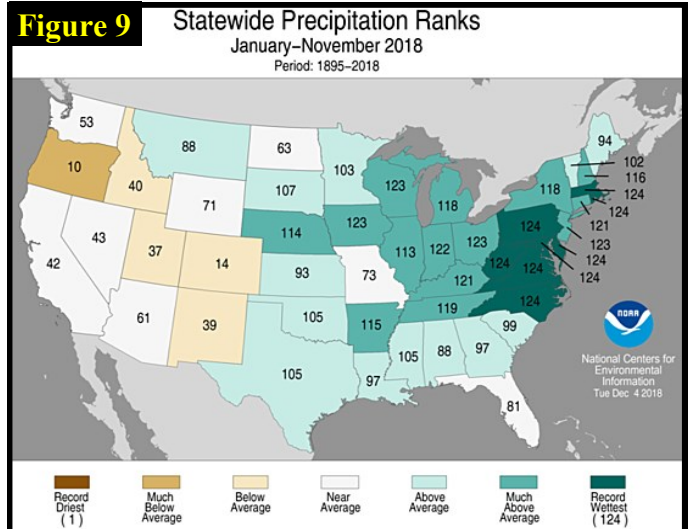 Figure 9
Statewide Precipitation Ranks
January–November 2018
Period: 1895–2018
53
88
63
103
94
10
40
107
123
118
118
102
116
124
124
71
114
123
121
123
124
124
43
37
14
93
73
113
122
123
124
124
124
42
121
124
61
39
105
115
119
99
105
105
88
97
97
81
NOAA
National Centers for
Environmental
Information
Tue Dec 4 2018
Record
Driest
(1)
Much
Below
Average
Below
Average
Near
Average
Above
Average
Much
Above
Average
Record
Wettest
(124)